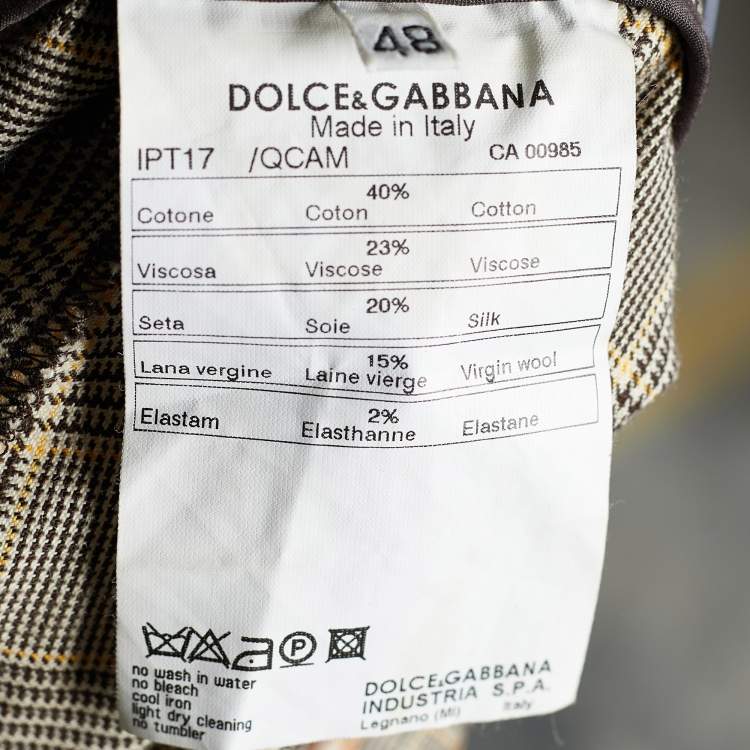 48
DOLCE&GABBANA
Made in Italy
IPT17 /QCAM CA 00985
40%
Cotone Coton Cotton
23%
Viscosa Viscose Viscose
20%
Seta Soie Silk
15%
Lana vergine Laine vierge Virgin wool
2%
Elastam Elasthanne Elastane
P
no wash in water
no bleach
cool iron
light dry cleaning
no tumbler
DOLCE&GABBANA
INDUSTRIA S.P.A.
Legnano (MI) Italy